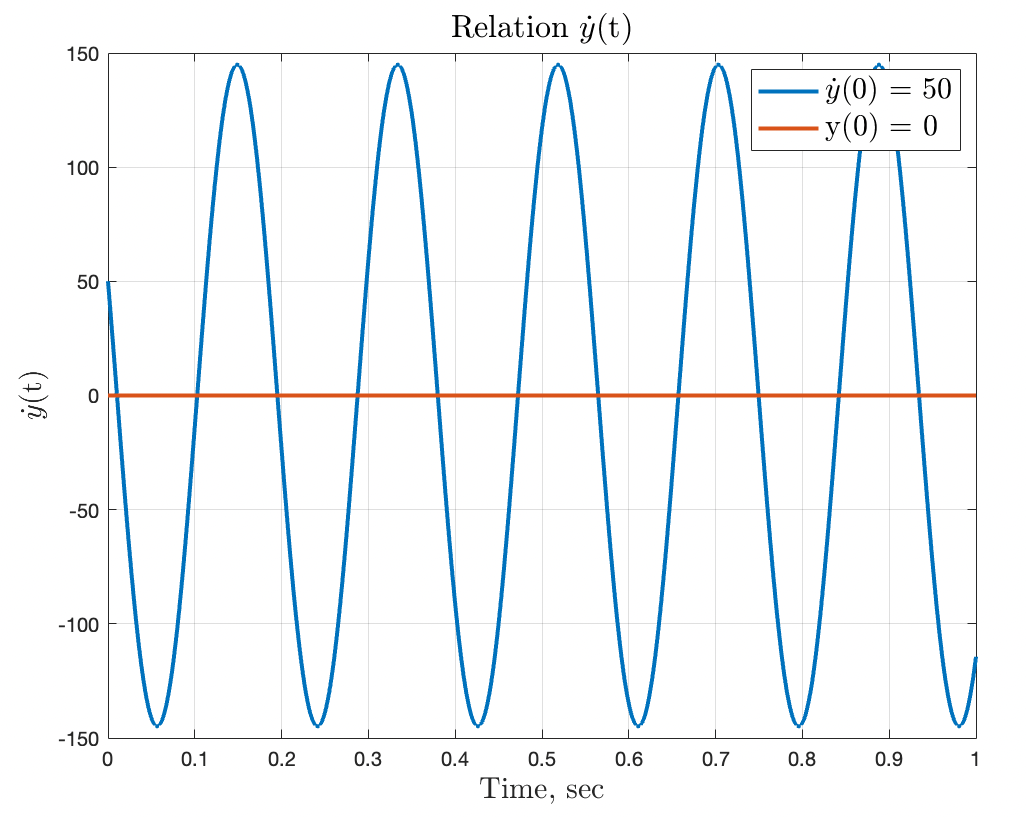 Relation ẏ(t)
150
100
50
0
-50
-100
-150
ẏ(t)
ẏ(0) = 50
y(0) = 0
0 0.1 0.2 0.3 0.4 0.5 0.6 0.7 0.8 0.9 1
Time, sec